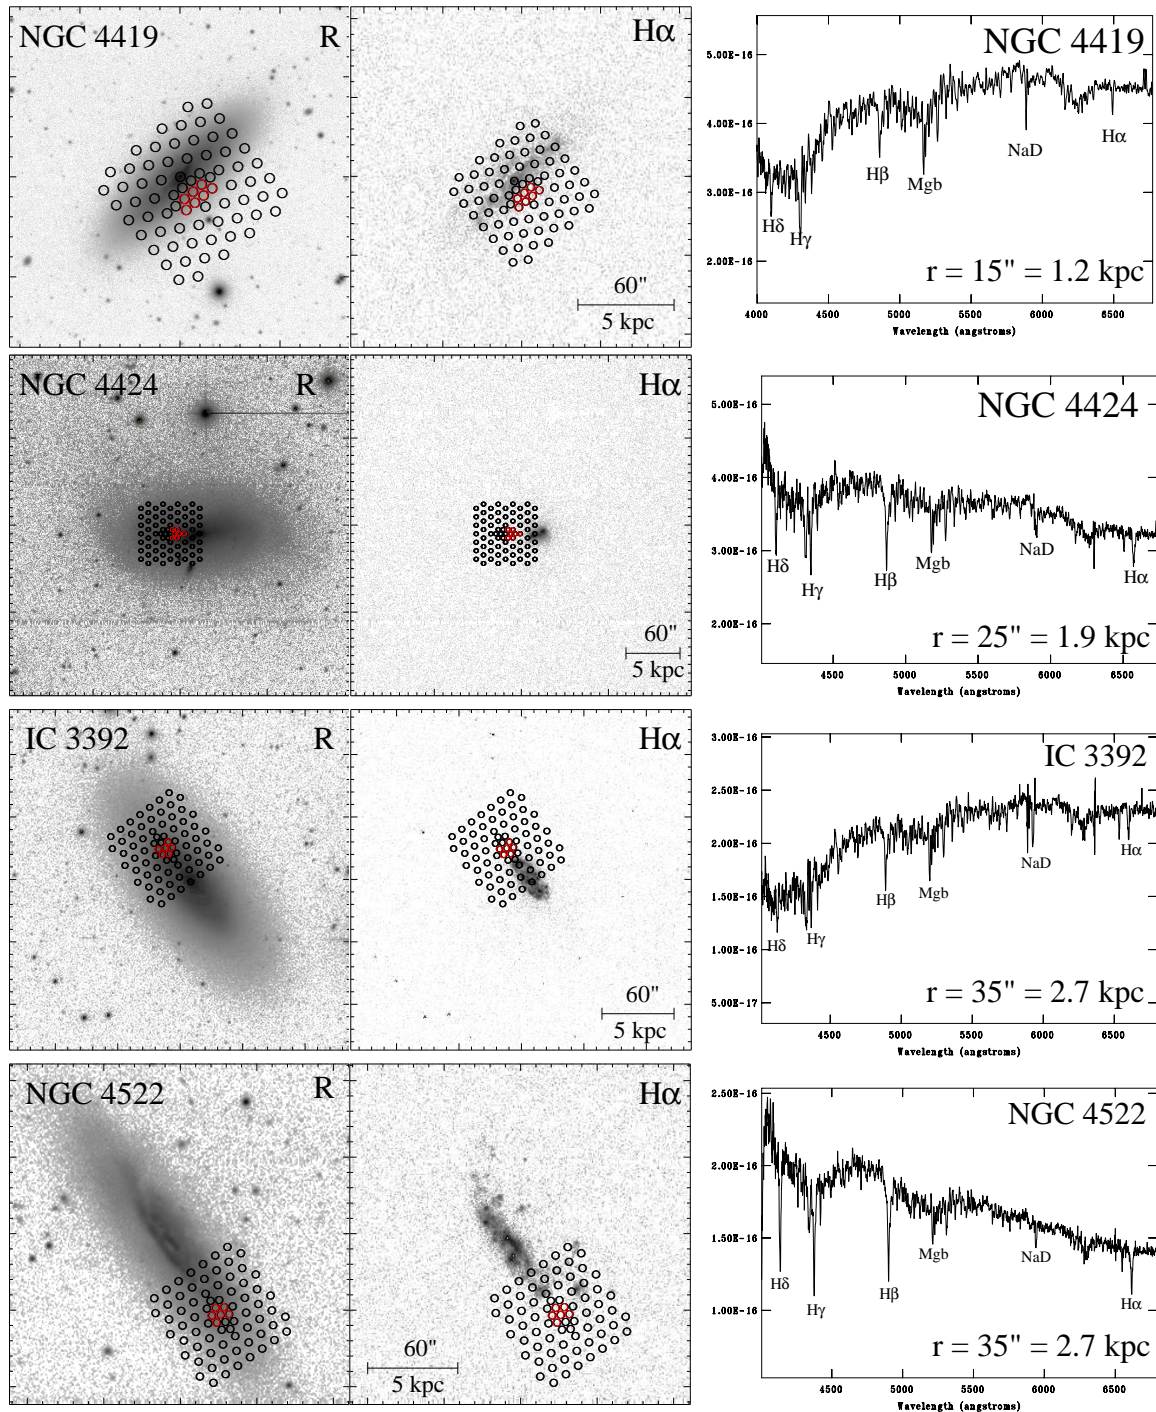 NGC 4419
R
Hα
60"
5 kpc
NGC 4419
5.00E-16
4.00E-16
3.00E-16
2.00E-16
Hδ
Hγ
Hβ
Mgb
NaD
Hα
r = 15" = 1.2 kpc
4000 4500 5000 5500 6000 6500
Wavelength (angstroms)
NGC 4424
R
Hα
60"
5 kpc
NGC 4424
5.00E-16
4.00E-16
3.00E-16
2.00E-16
Hδ
Hγ
Hβ
Mgb
NaD
Hα
r = 25" = 1.9 kpc
4500 5000 5500 6000 6500
Wavelength (angstroms)
IC 3392
R
Hα
60"
5 kpc
IC 3392
3.00E-16
2.50E-16
2.00E-16
1.50E-16
1.00E-16
5.00E-17
Hδ
Hγ
Hβ
Mgb
NaD
Hα
r = 35" = 2.7 kpc
4500 5000 5500 6000 6500
Wavelength (angstroms)
NGC 4522
R
Hα
60"
5 kpc
NGC 4522
2.50E-16
2.00E-16
1.50E-16
1.00E-16
Hδ
Hγ
Hβ
Mgb
NaD
Hα
r = 35" = 2.7 kpc
4500 5000 5500 6000 6500
Wavelength (angstroms)